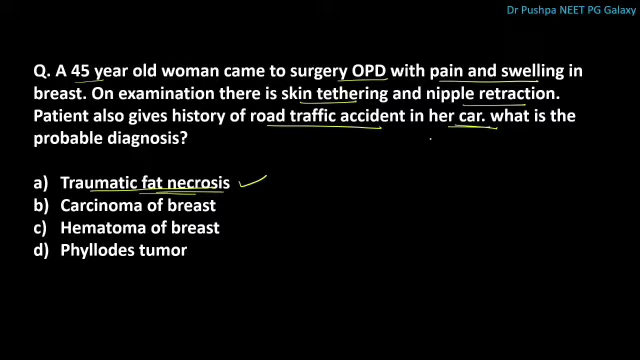 Dr Pushpa NEET PG Galaxy
Q. A 45 year old woman came to surgery OPD with pain and swelling in
breast. On examination there is skin tethering and nipple retraction.
Patient also gives history of road traffic accident in her car. what is the
probable diagnosis?
a) Traumatic fat necrosis
b) Carcinoma of breast
c) Hematoma of breast
d) Phyllodes tumor